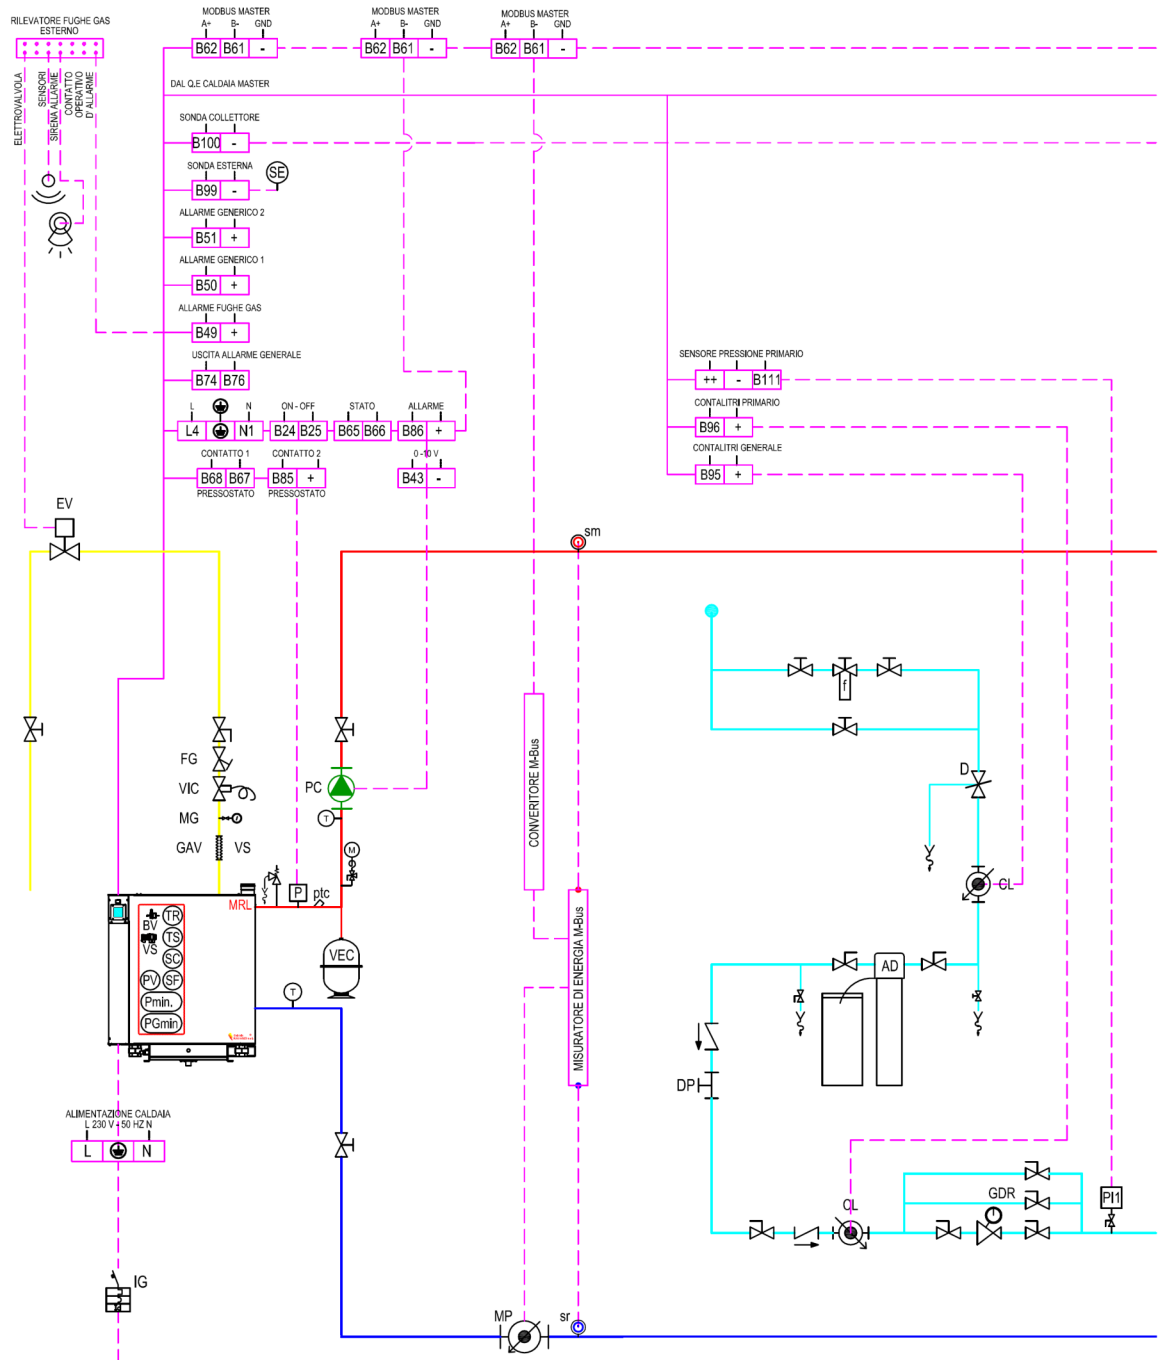 RILEVATORE FUGHE GAS
ESTERNO
MODBUS MASTER
A+ B- GND
B62 B61 -
MODBUS MASTER
A+ B- GND
B62 B61 -
MODBUS MASTER
A+ B- GND
B62 B61 -
ELETTROVALVOLA
SENSORI
SIRENA ALLARME
CONTATTO
OPERATIVO
D' ALLARME
DAL Q.E CALDAIA MASTER
SONDA COLLETTORE
B100 -
SONDA ESTERNA
B99 -
SE
ALLARME GENERICO 2
B51 +
ALLARME GENERICO 1
B50 +
ALLARME FUGHE GAS
B49 +
USCITA ALLARME GENERALE
B74 B76
L N ON - OFF STATO ALLARME
L4 N1 B24 B25 B65 B66 B86 +
CONTATTO 1 CONTATTO 2 0 -10 V
B68 B67 B85 + B43 -
PRESSOSTATO PRESSOSTATO
SENSORE PRESSIONE PRIMARIO
++ - B111
CONTALITRI PRIMARIO
B96 +
CONTALITRI GENERALE
B95 +
EV
sm
f
FG
VIC
MG
GAV VS
PC
T
M
P
ptc
D
CL
CONVERITORE M-Bus
MISURATORE DI ENERGIA M-Bus
MRL
BV TR
VS TS
SC
PV SF
Pmin.
PGmin
VEC
T
AD
DP
ALIMENTAZIONE CALDAIA
L 230 V - 50 HZ N
L N
CL
GDR
PI1
IG
MP
sr